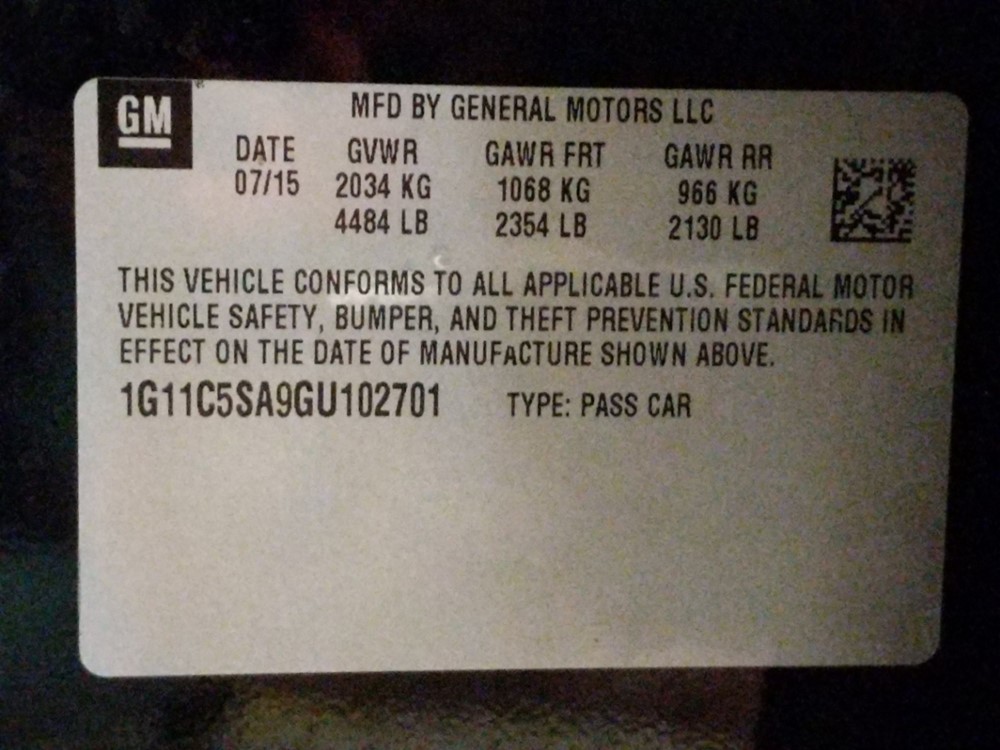 GM
MFD BY GENERAL MOTORS LLC
DATE GVWR GAWR FRT GAWR RR
07/15 2034 KG 1068 KG 966 KG
4484 LB 2354 LB 2130 LB
THIS VEHICLE CONFORMS TO ALL APPLICABLE U.S. FEDERAL MOTOR
VEHICLE SAFETY, BUMPER, AND THEFT PREVENTION STANDARDS IN
EFFECT ON THE DATE OF MANUFACTURE SHOWN ABOVE.
1G11C5SA9GU102701 TYPE: PASS CAR